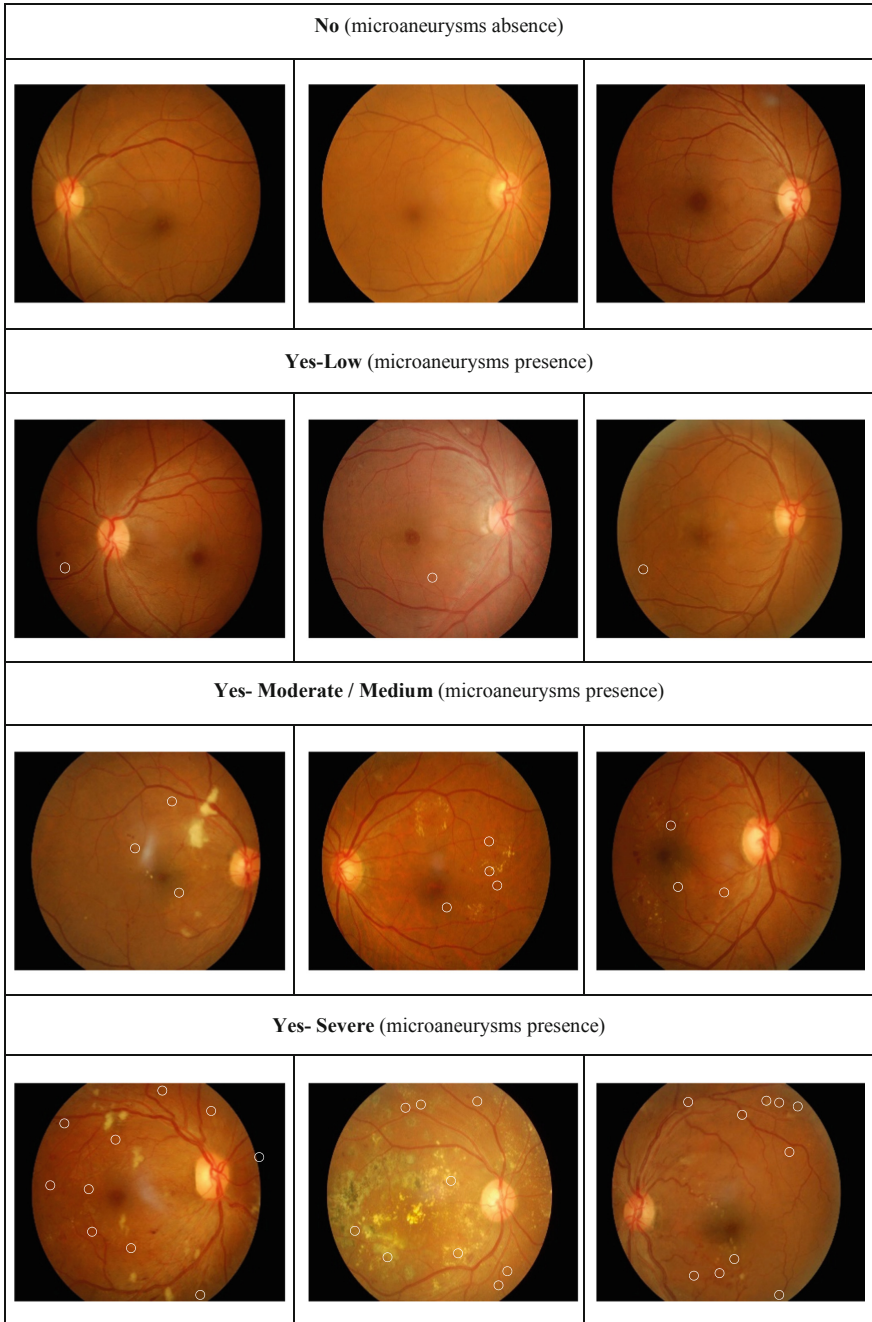 No (microaneurysms absence)
Yes-Low (microaneurysms presence)
Yes- Moderate / Medium (microaneurysms presence)
Yes- Severe (microaneurysms presence)